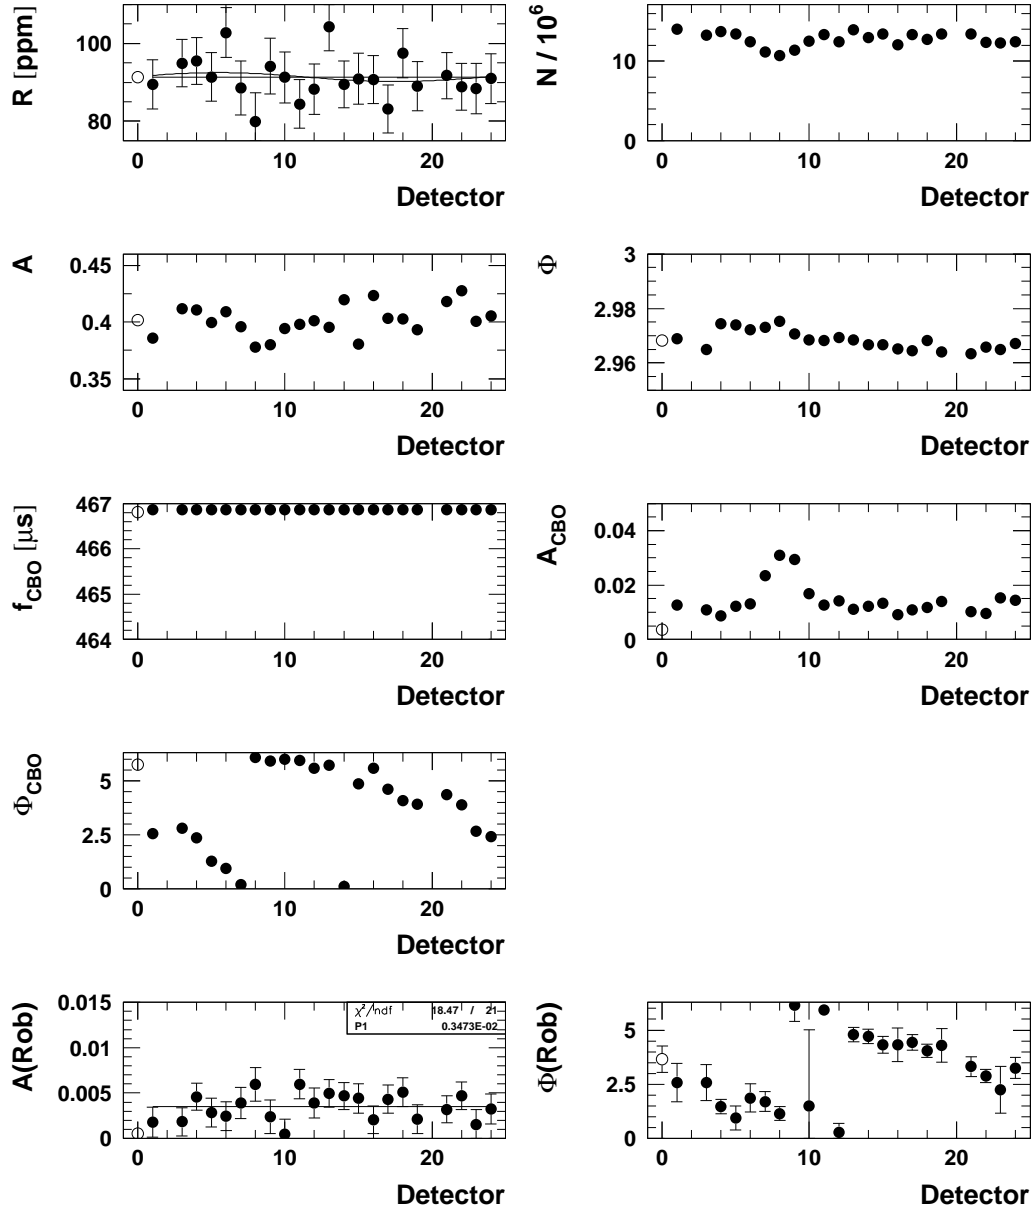 R [ppm]
100
80
0
10
20
Detector
N / 10⁶
10
0
0
10
20
Detector
A
0.45
0.4
0.35
0
10
20
Detector
Φ
3
2.98
2.96
0
10
20
Detector
f_CBO [μs]
467
466
465
464
0
10
20
Detector
A_CBO
0.04
0.02
0
0
10
20
Detector
Φ_CBO
5
2.5
0
0
10
20
Detector
A(Rob)
0.015
0.01
0.005
0
χ²/ndf 18.47 / 21
P1 0.3473E-02
0
10
20
Detector
Φ(Rob)
5
2.5
0
0
10
20
Detector